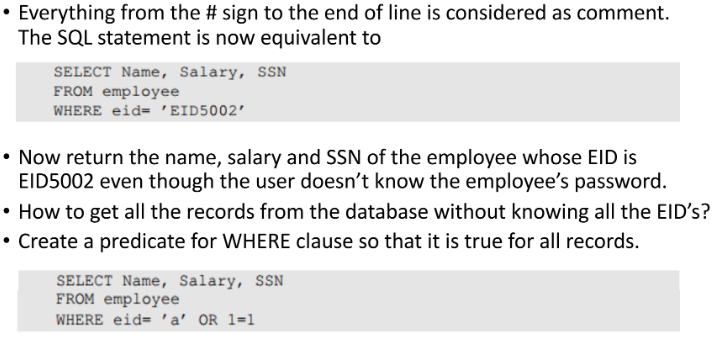 • Everything from the # sign to the end of line is considered as comment.
The SQL statement is now equivalent to
SELECT Name, Salary, SSN
FROM employee
WHERE eid= ’EID5002’
• Now return the name, salary and SSN of the employee whose EID is
EID5002 even though the user doesn’t know the employee’s password.
• How to get all the records from the database without knowing all the EID’s?
• Create a predicate for WHERE clause so that it is true for all records.
SELECT Name, Salary, SSN
FROM employee
WHERE eid= ’a’ OR 1=1